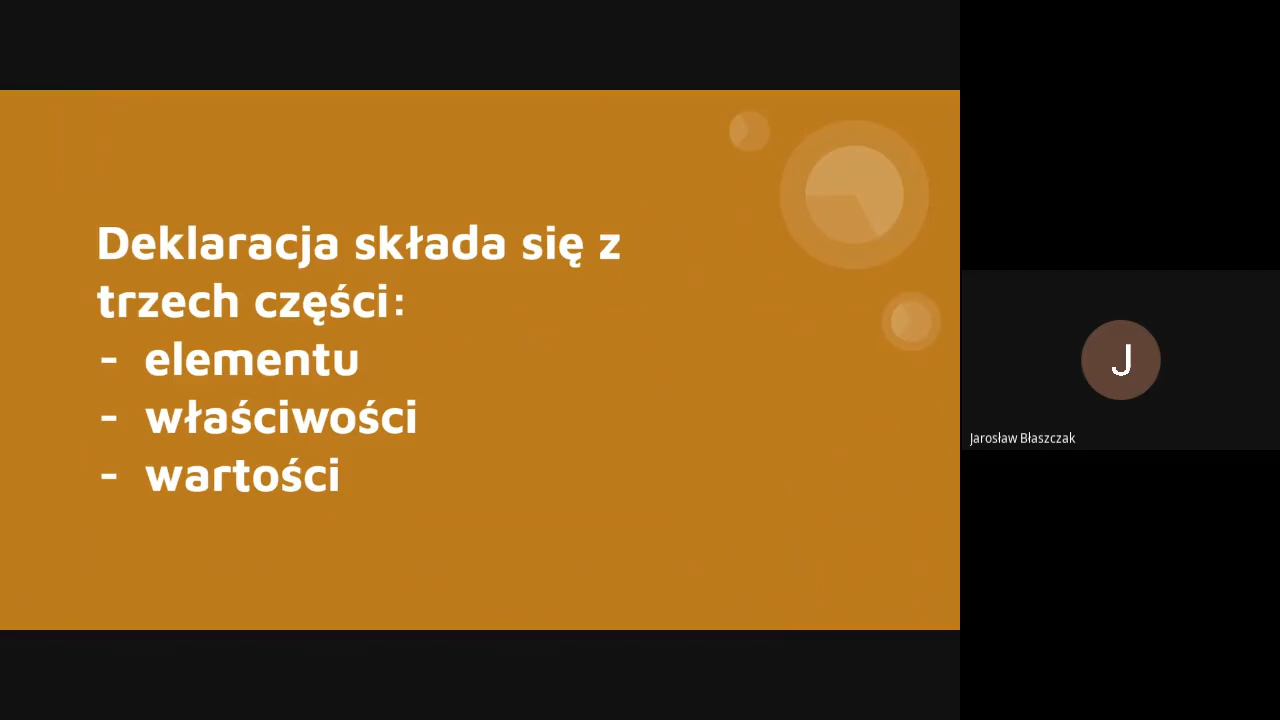 Deklaracja składa się z
trzech części:
- elementu
- właściwości
- wartości
J
Jarosław Błaszczak